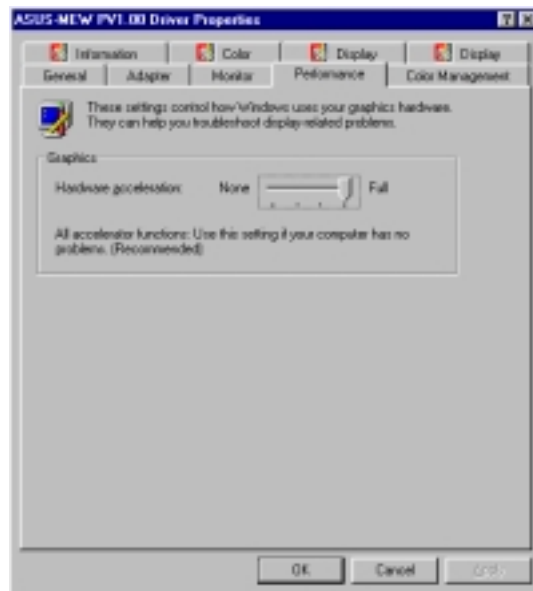 ASUS-MEW PV1.00 Driver Properties
Information Color Display Display
General Adapter Monitor Performance Color Management
These settings control how Windows uses your graphics hardware.
They can help you troubleshoot display-related problems.
Graphics
Hardware acceleration: None Full
All accelerator functions: Use this setting if your computer has no
problems. (Recommended)
OK Cancel Apply